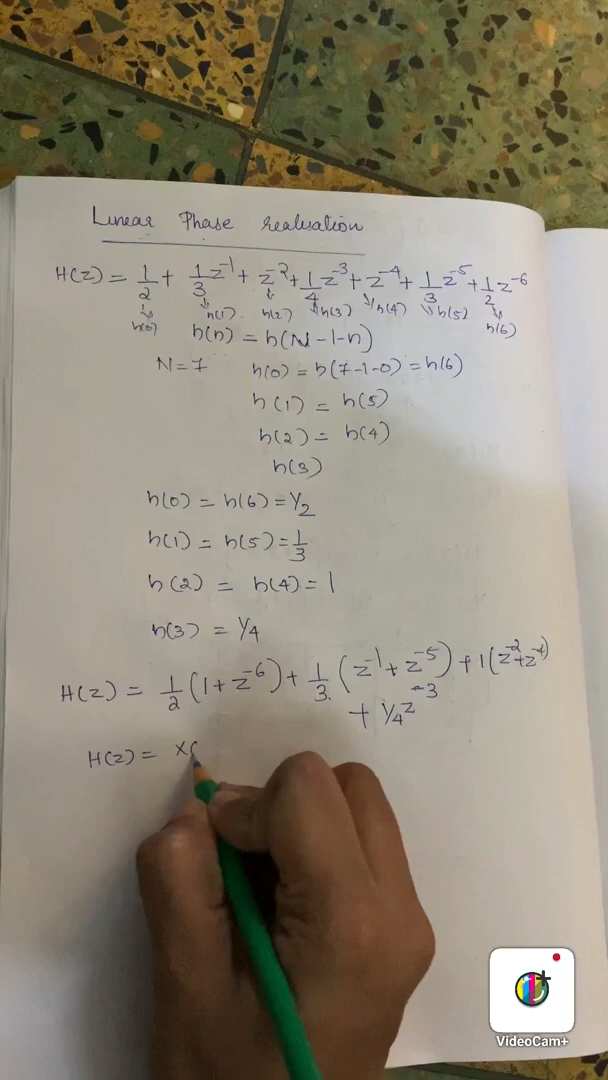 Linear Phase realisation
H(z) = 1/2 + 1/3 z^-1 + z^-2 + 1/4 z^-3 + z^-4 + 1/3 z^-5 + 1/2 z^-6
h(0) h(1) h(2) h(3) h(4) h(5) h(6)
h(n) = h(N-1-n)
N=7 h(0) = h(7-1-0) = h(6)
h(1) = h(5)
h(2) = h(4)
h(3)
h(0) = h(6) = 1/2
h(1) = h(5) = 1/3
h(2) = h(4) = 1
h(3) = 1/4
H(z) = 1/2 (1+z^-6) + 1/3 (z^-1 + z^-5) + 1(z^-2+z^-4)
+ 1/4 z^-3
H(z) = X(
VideoCam+